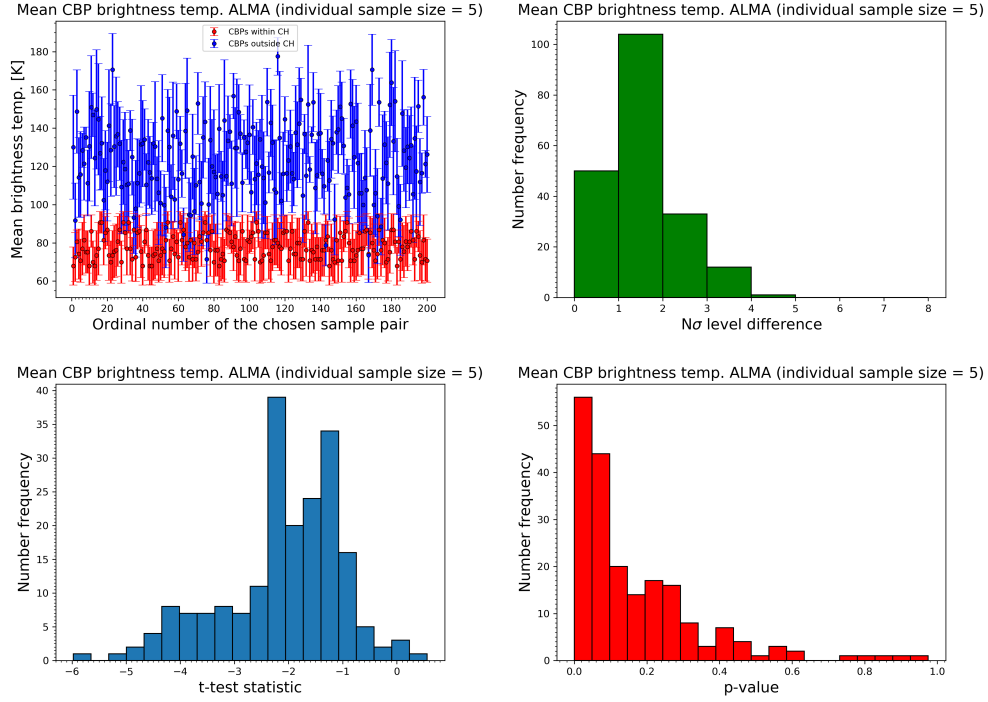 Mean CBP brightness temp. ALMA (individual sample size = 5)
Mean brightness temp. [K]
180
160
140
120
100
80
60
CBPs within CH
CBPs outside CH
0 20 40 60 80 100 120 140 160 180 200
Ordinal number of the chosen sample pair
Mean CBP brightness temp. ALMA (individual sample size = 5)
Number frequency
100
80
60
40
20
0
0 1 2 3 4 5 6 7 8
Nσ level difference
Mean CBP brightness temp. ALMA (individual sample size = 5)
Number frequency
40
35
30
25
20
15
10
5
0
−6 −5 −4 −3 −2 −1 0
t-test statistic
Mean CBP brightness temp. ALMA (individual sample size = 5)
Number frequency
50
40
30
20
10
0
0.0 0.2 0.4 0.6 0.8 1.0
p-value